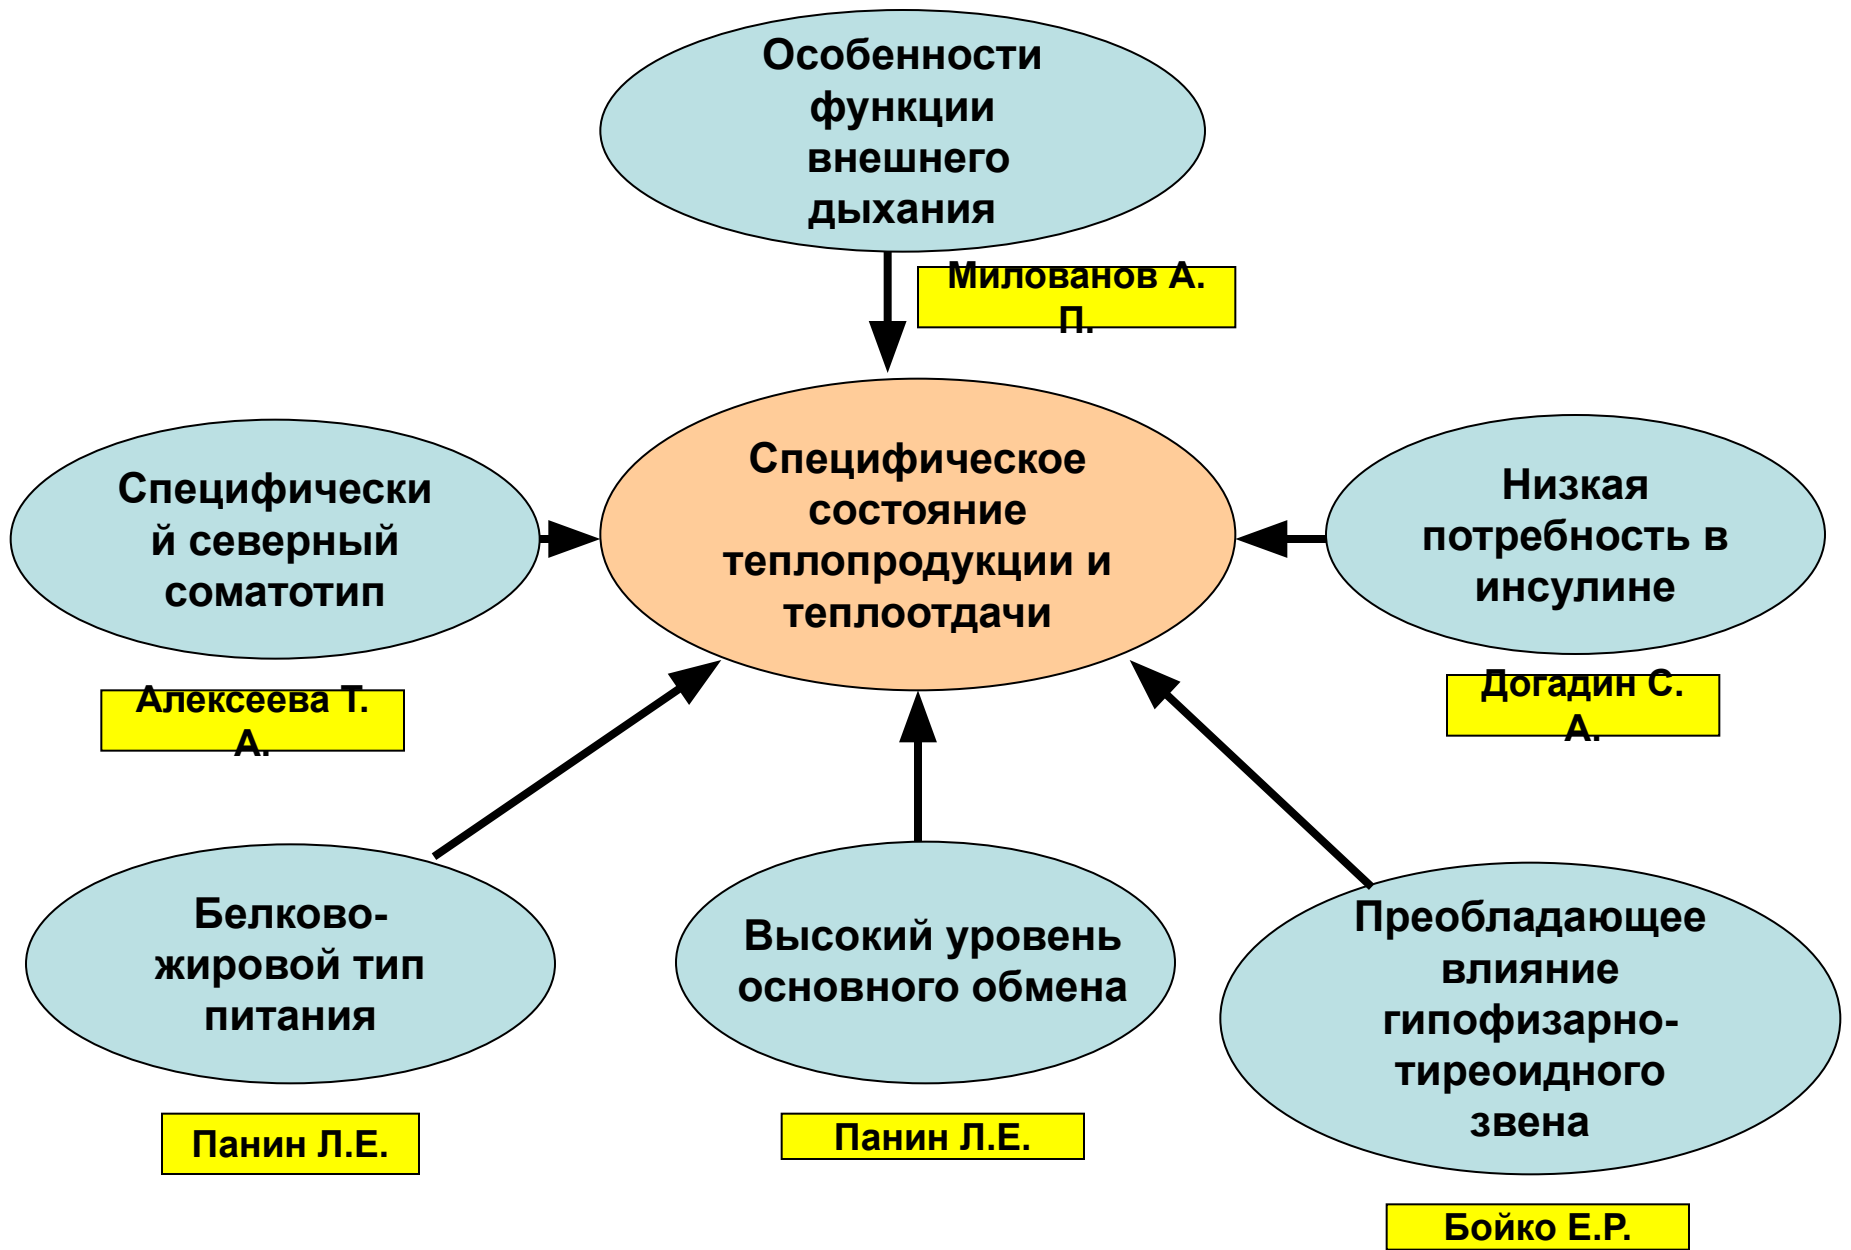 Особенности
функции
внешнего
дыхания
Милованов А.
П.
Специфически
й северный
соматотип
Алексеева Т.
А.
Специфическое
состояние
теплопродукции и
теплоотдачи
Низкая
потребность в
инсулине
Догадин С.
А.
Белково-
жировой тип
питания
Панин Л.Е.
Высокий уровень
основного обмена
Панин Л.Е.
Преобладающее
влияние
гипофизарно-
тиреоидного
звена
Бойко Е.Р.